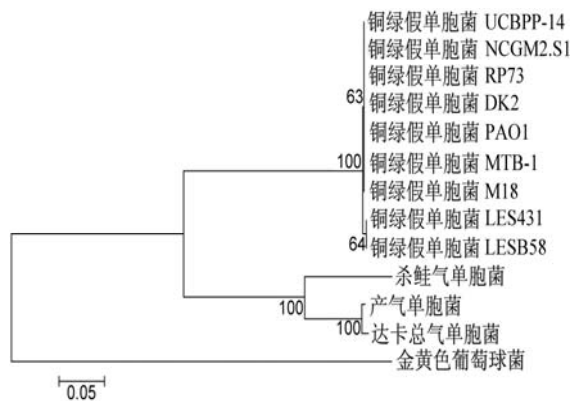 铜绿假单胞菌 UCBPP-14
铜绿假单胞菌 NCGM2.S1
铜绿假单胞菌 RP73
63
铜绿假单胞菌 DK2
铜绿假单胞菌 PAO1
100
铜绿假单胞菌 MTB-1
铜绿假单胞菌 M18
铜绿假单胞菌 LES431
64
铜绿假单胞菌 LESB58
杀鲑气单胞菌
100
产气单胞菌
100
达卡总气单胞菌
金黄色葡萄球菌
0.05